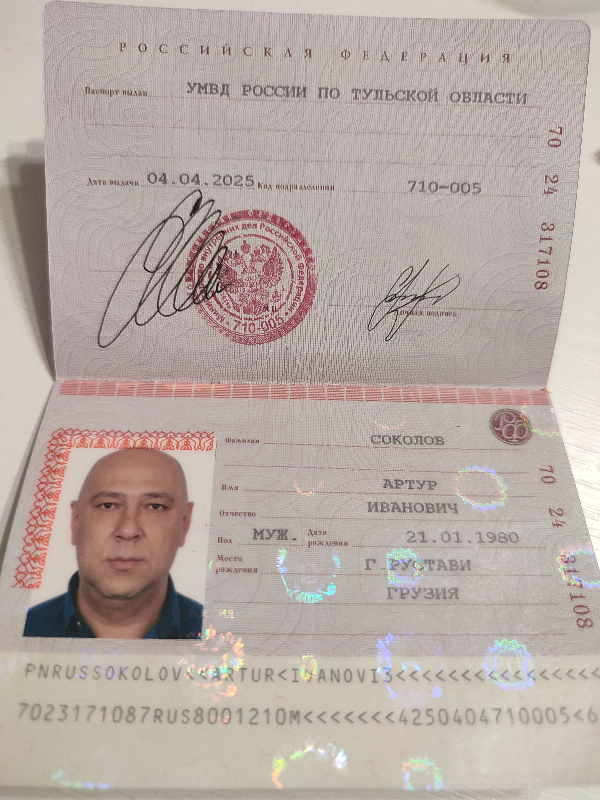 РОССИЙСКАЯ ФЕДЕРАЦИЯ
Паспорт выдан УМВД РОССИИ ПО ТУЛЬСКОЙ ОБЛАСТИ
Дата выдачи 04.04.2025 Код подразделения 710-005
70 24 317108
внутренних дел Российской Федерации
710-005
Личная подпись
Фамилия СОКОЛОВ
Имя АРТУР
Отчество ИВАНОВИЧ
Пол МУЖ. Дата рождения 21.01.1980
Место рождения Г. РУСТАВИ
ГРУЗИЯ
70 24 317108
PNRUSSOKOLOV<<ARTUR<IVANOVI3<<<<<<<<<<<<<<<<
7023171087RUS8001210M<<<<<<<4250404710005<6